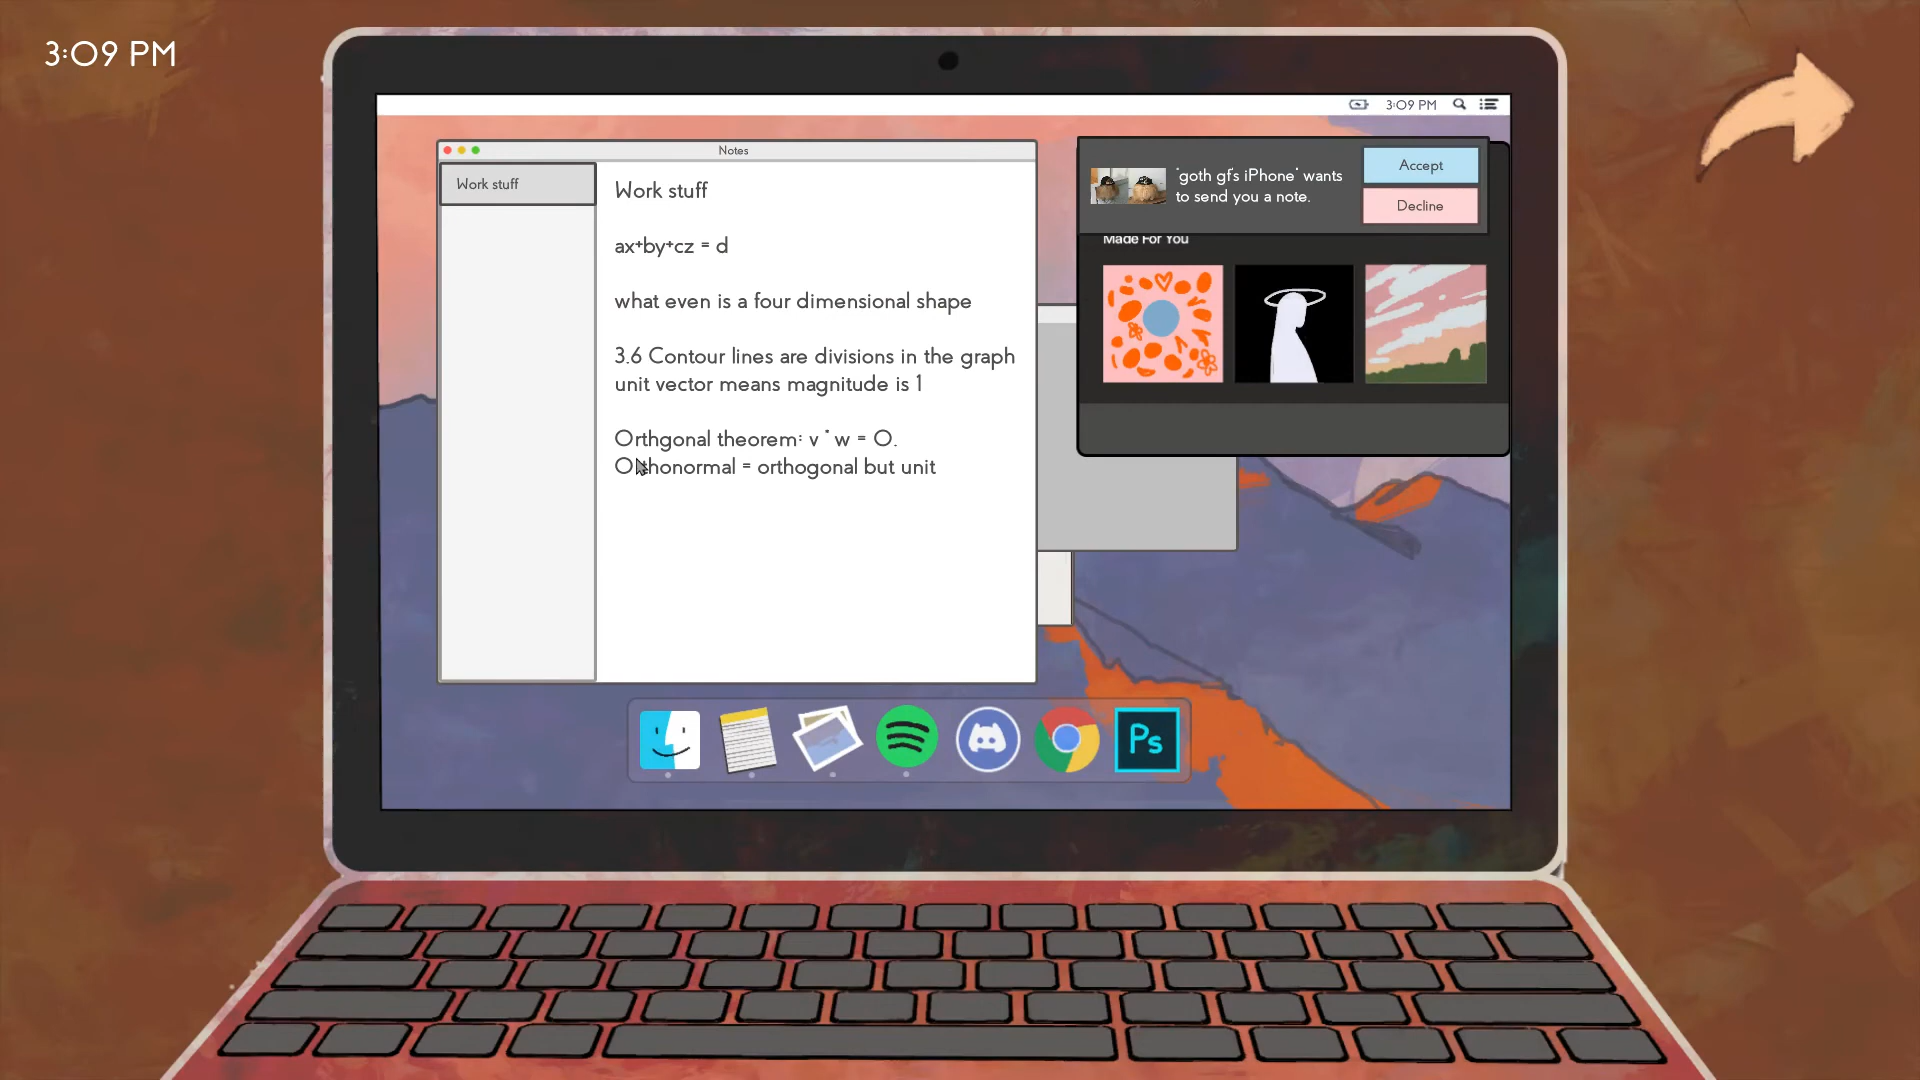 3:09 PM
3:09 PM
Notes
Work stuff
Work stuff
ax+by+cz = d
what even is a four dimensional shape
3.6 Contour lines are divisions in the graph
unit vector means magnitude is 1
Orthgonal theorem: v * w = 0.
Orthonormal = orthogonal but unit
"goth gfs iPhone" wants
to send you a note.
Accept
Decline
Made For You
Ps